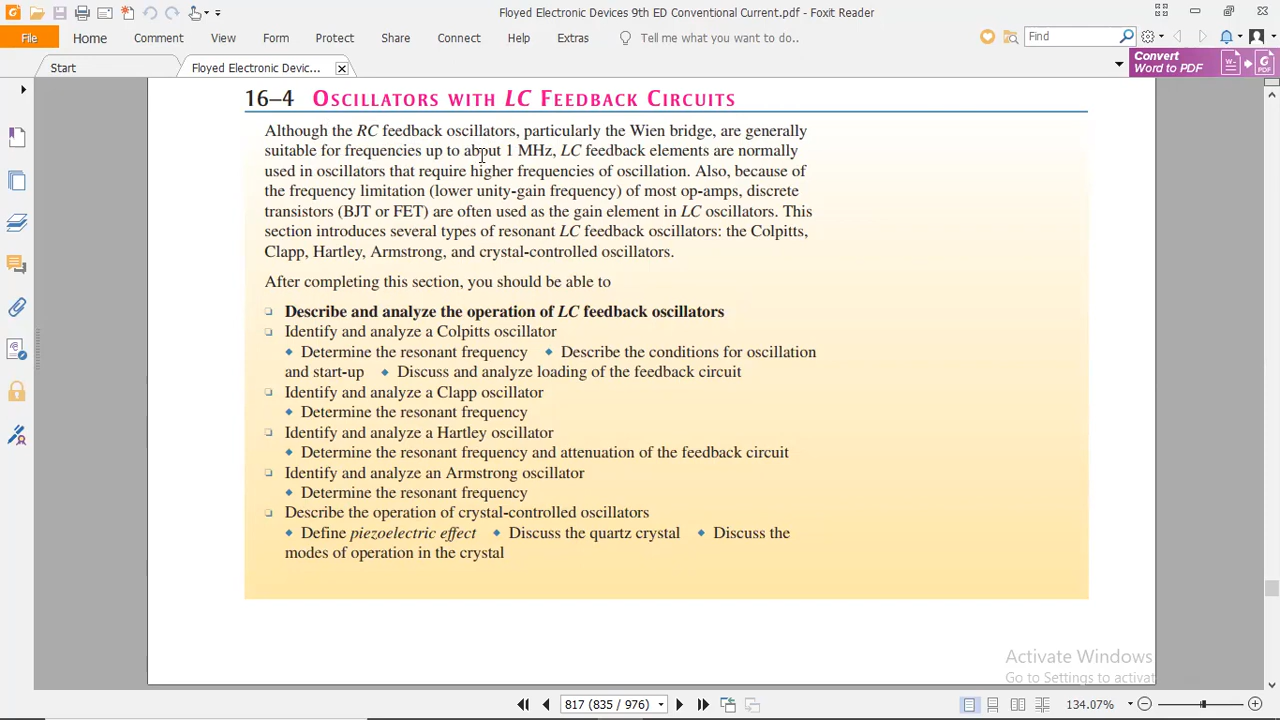 Floyed Electronic Devices 9th ED Conventional Current.pdf - Foxit Reader
File Home Comment View Form Protect Share Connect Help Extras Tell me what you want to do.. Find
Start Floyed Electronic Devic... Convert Word to PDF
16–4 OSCILLATORS WITH LC FEEDBACK CIRCUITS
Although the RC feedback oscillators, particularly the Wien bridge, are generally
suitable for frequencies up to about 1 MHz, LC feedback elements are normally
used in oscillators that require higher frequencies of oscillation. Also, because of
the frequency limitation (lower unity-gain frequency) of most op-amps, discrete
transistors (BJT or FET) are often used as the gain element in LC oscillators. This
section introduces several types of resonant LC feedback oscillators: the Colpitts,
Clapp, Hartley, Armstrong, and crystal-controlled oscillators.
After completing this section, you should be able to
❏ Describe and analyze the operation of LC feedback oscillators
❏ Identify and analyze a Colpitts oscillator
◆ Determine the resonant frequency ◆ Describe the conditions for oscillation
and start-up ◆ Discuss and analyze loading of the feedback circuit
❏ Identify and analyze a Clapp oscillator
◆ Determine the resonant frequency
❏ Identify and analyze a Hartley oscillator
◆ Determine the resonant frequency and attenuation of the feedback circuit
❏ Identify and analyze an Armstrong oscillator
◆ Determine the resonant frequency
❏ Describe the operation of crystal-controlled oscillators
◆ Define piezoelectric effect ◆ Discuss the quartz crystal ◆ Discuss the
modes of operation in the crystal
Activate Windows
Go to Settings to activat
817 (835 / 976) 134.07%